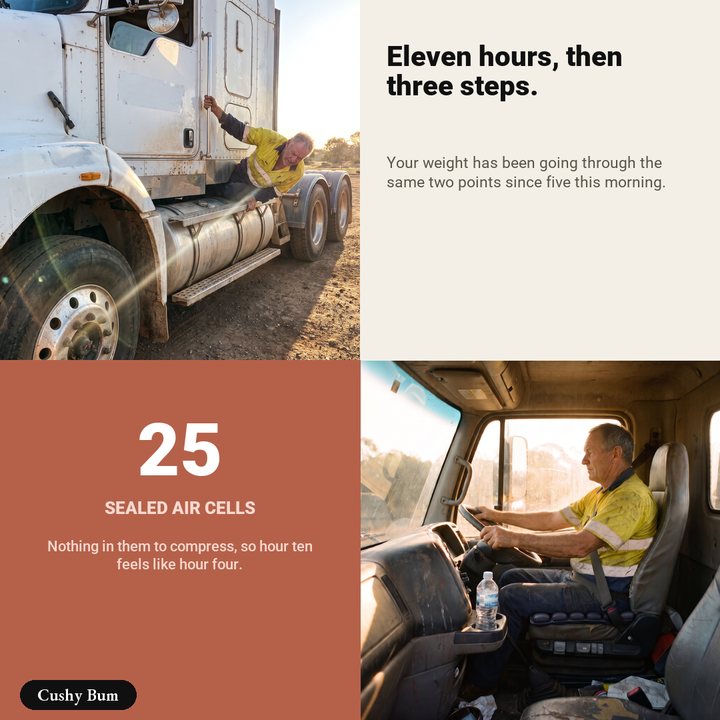 Eleven hours, then
three steps.
Your weight has been going through the
same two points since five this morning.
25
SEALED AIR CELLS
Nothing in them to compress, so hour ten
feels like hour four.
Cushy Bum